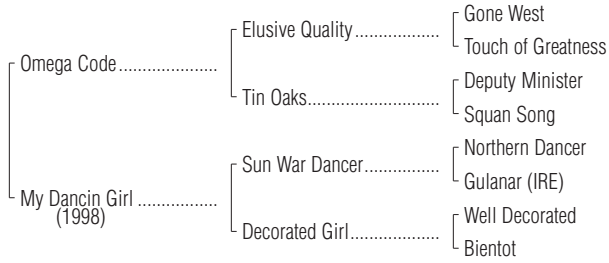 Gone West
Elusive Quality..................
Touch of Greatness
Omega Code.....................
Deputy Minister
Tin Oaks............................
Squan Song
Northern Dancer
Sun War Dancer................
Gulanar (IRE)
My Dancin Girl .................
(1998)
Well Decorated
Decorated Girl...................
Bientot